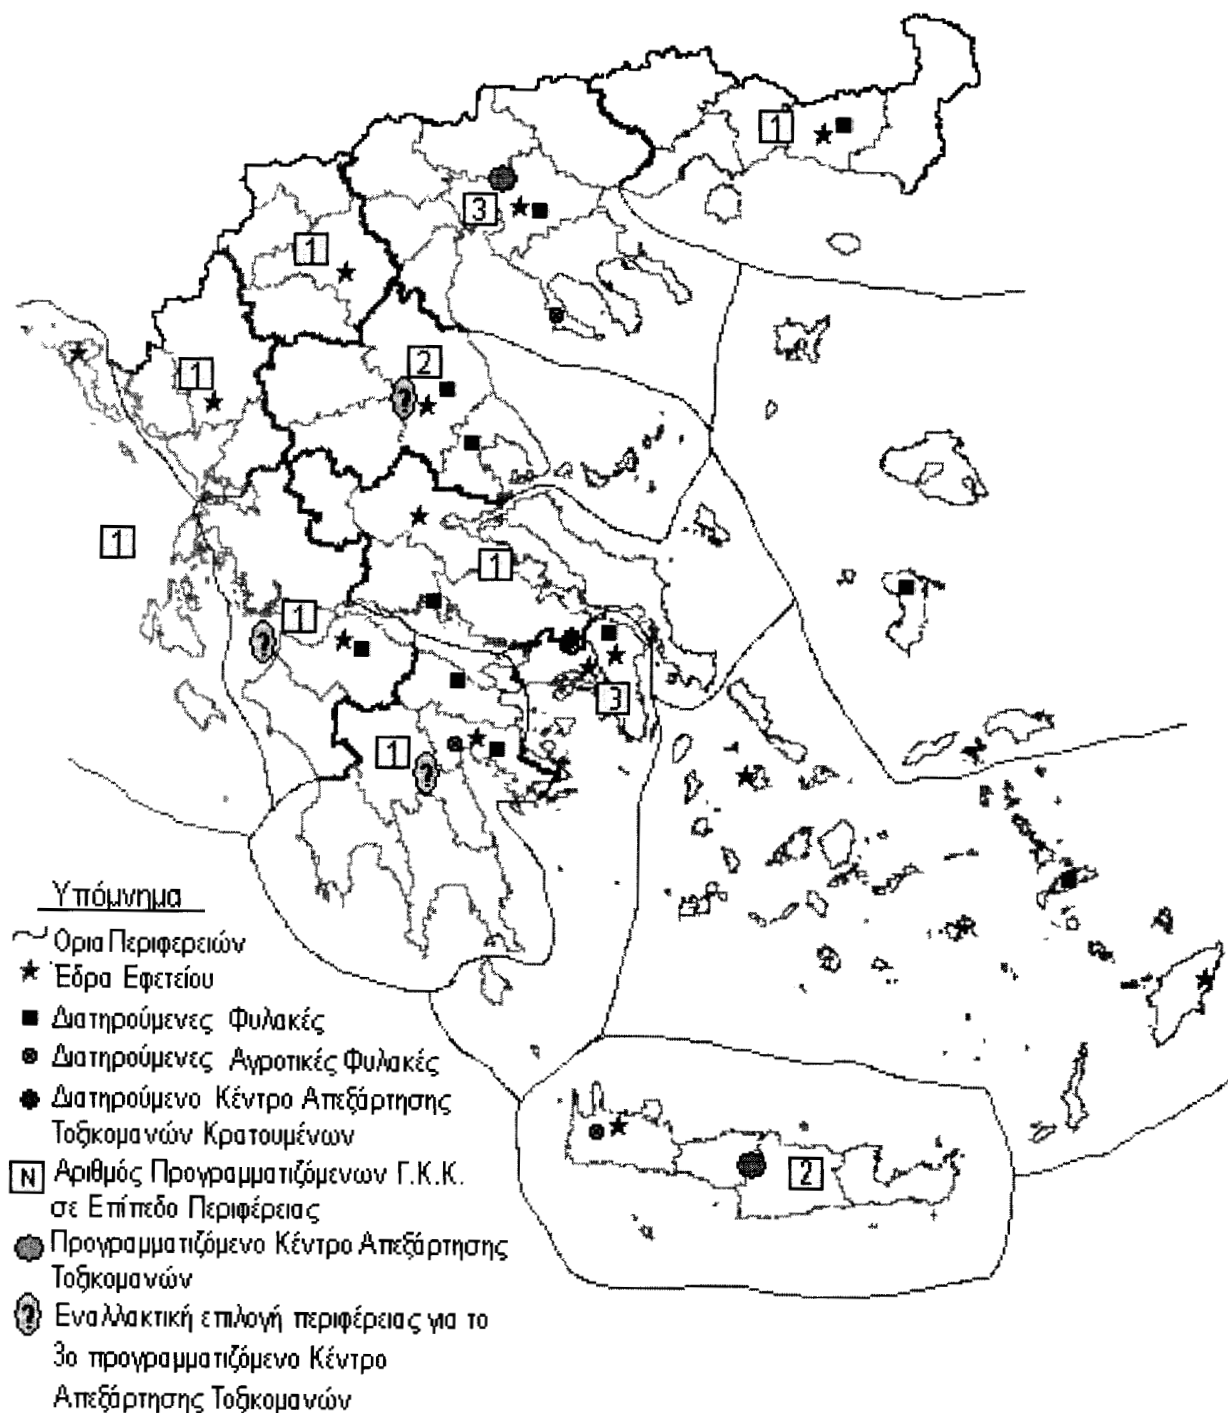 1
3
1
1
2
1
1
1
3
1
2
Υπόμνημα
Ορια Περιφερειών
Έδρα Εφετείου
Διατηρούμενες Φυλακές
Διατηρούμενες Αγροτικές Φυλακές
Διατηρούμενο Κέντρο Απεξάρτησης
Τοξικομανών Κρατουμένων
N Αριθμός Προγραμματιζόμενων Γ.Κ.Κ.
σε Επίπεδο Περιφέρειας
Προγραμματιζόμενο Κέντρο Απεξάρτησης
Τοξικομανών
? Εναλλακτική επιλογή περιφέρειας για το
3ο προγραμματιζόμενο Κέντρο
Απεξάρτησης Τοξικομανών
?
?
?